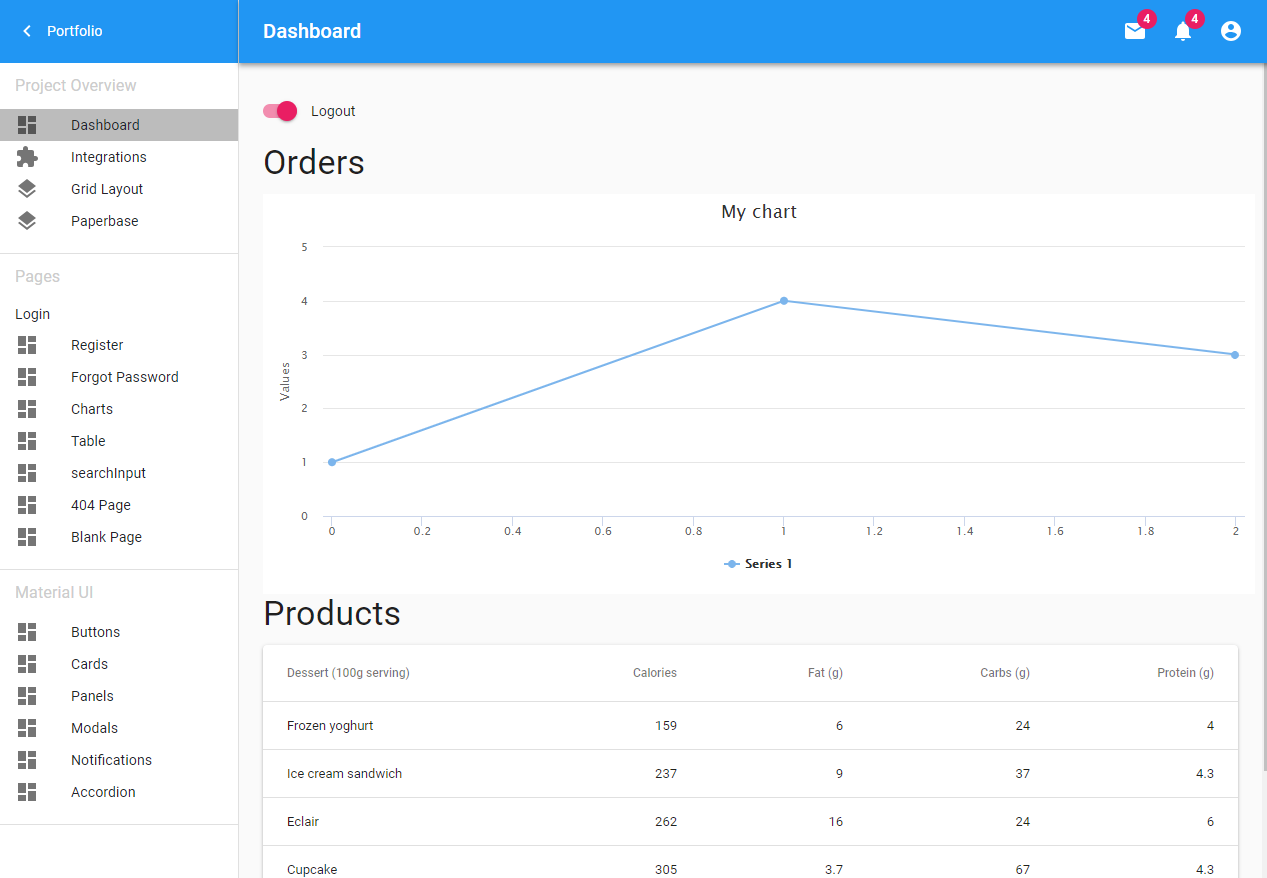 Portfolio
Dashboard
4
4
Project Overview
Dashboard
Integrations
Grid Layout
Paperbase
Pages
Login
Register
Forgot Password
Charts
Table
searchInput
404 Page
Blank Page
Material UI
Buttons
Cards
Panels
Modals
Notifications
Accordion
Logout
Orders
My chart
Values
5
4
3
2
1
0
0 0.2 0.4 0.6 0.8 1 1.2 1.4 1.6 1.8 2
Series 1
Products
Dessert (100g serving) Calories Fat (g) Carbs (g) Protein (g)
Frozen yoghurt 159 6 24 4
Ice cream sandwich 237 9 37 4.3
Eclair 262 16 24 6
Cupcake 305 3.7 67 4.3